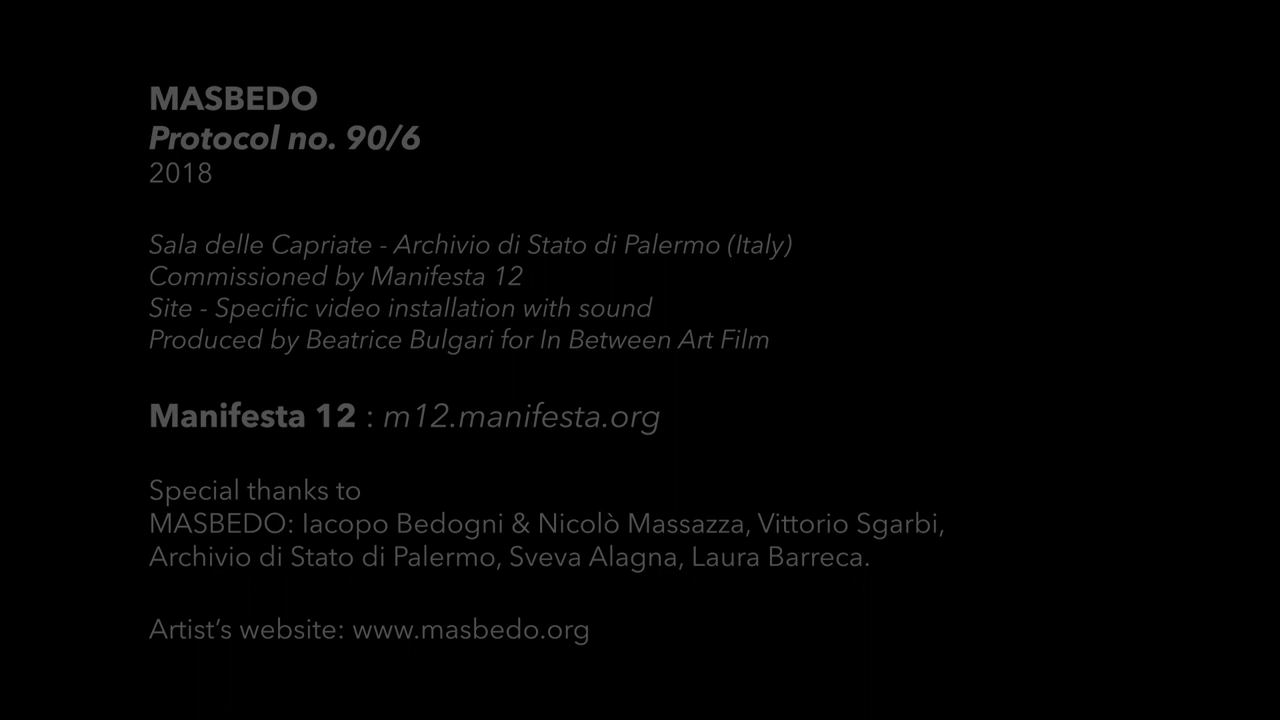 MASBEDO
Protocol no. 90/6
2018
Sala delle Capriate - Archivio di Stato di Palermo (Italy)
Commissioned by Manifesta 12
Site - Specific video installation with sound
Produced by Beatrice Bulgari for In Between Art Film
Manifesta 12 : m12.manifesta.org
Special thanks to
MASBEDO: Iacopo Bedogni & Nicolò Massazza, Vittorio Sgarbi,
Archivio di Stato di Palermo, Sveva Alagna, Laura Barreca.
Artist’s website: www.masbedo.org